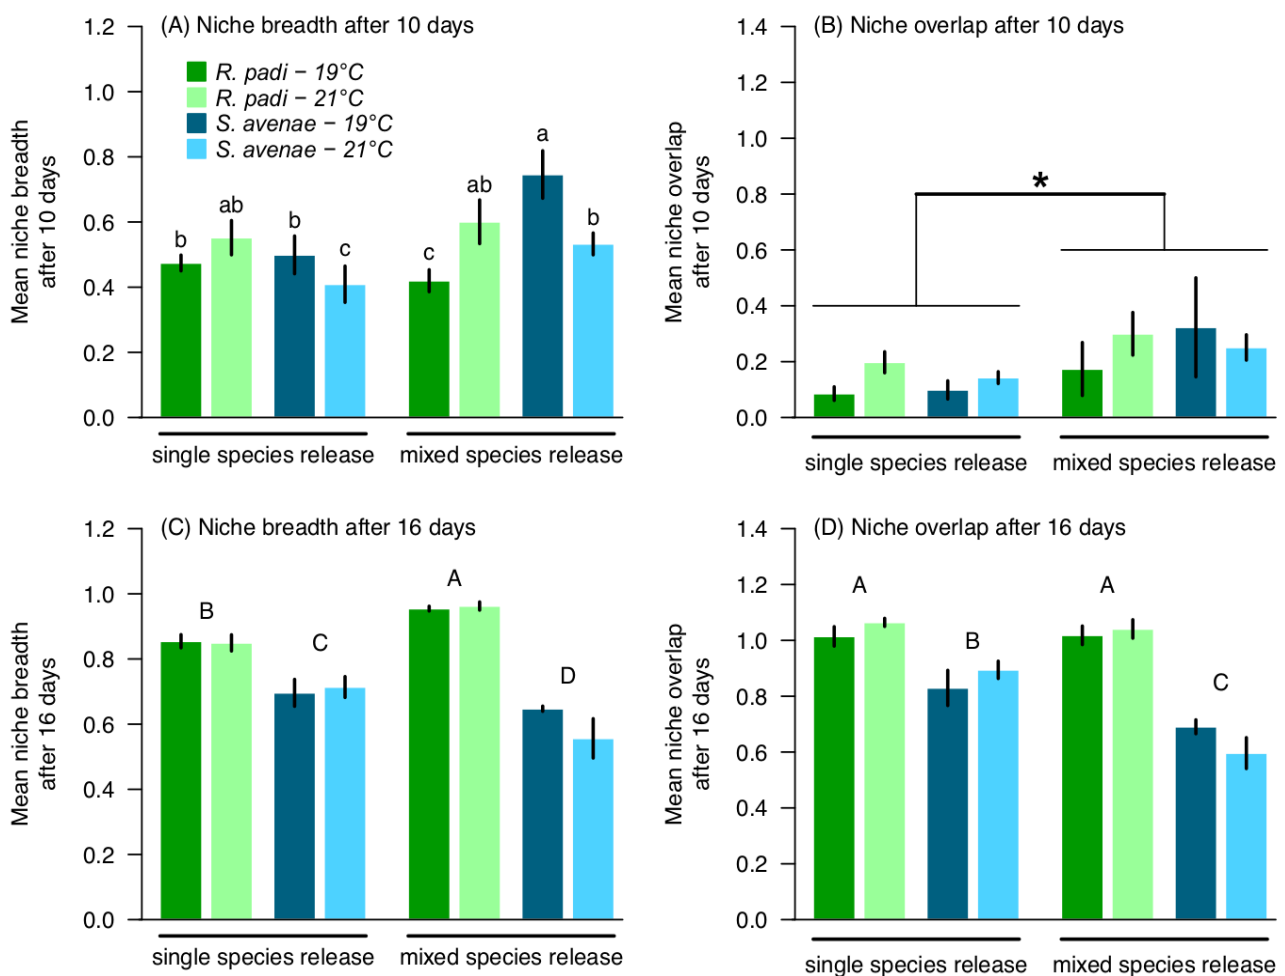 (A) Niche breadth after 10 days
1.2
1.0
0.8
0.6
0.4
0.2
0.0
Mean niche breadth
after 10 days
R. padi − 19°C
R. padi − 21°C
S. avenae − 19°C
S. avenae − 21°C
b
ab
b
c
c
ab
a
b
single species release
mixed species release
(B) Niche overlap after 10 days
1.4
1.2
1.0
0.8
0.6
0.4
0.2
0.0
Mean niche overlap
after 10 days
*
single species release
mixed species release
(C) Niche breadth after 16 days
1.2
1.0
0.8
0.6
0.4
0.2
0.0
Mean niche breadth
after 16 days
B
C
A
D
single species release
mixed species release
(D) Niche overlap after 16 days
1.4
1.2
1.0
0.8
0.6
0.4
0.2
0.0
Mean niche overlap
after 16 days
A
B
A
C
single species release
mixed species release